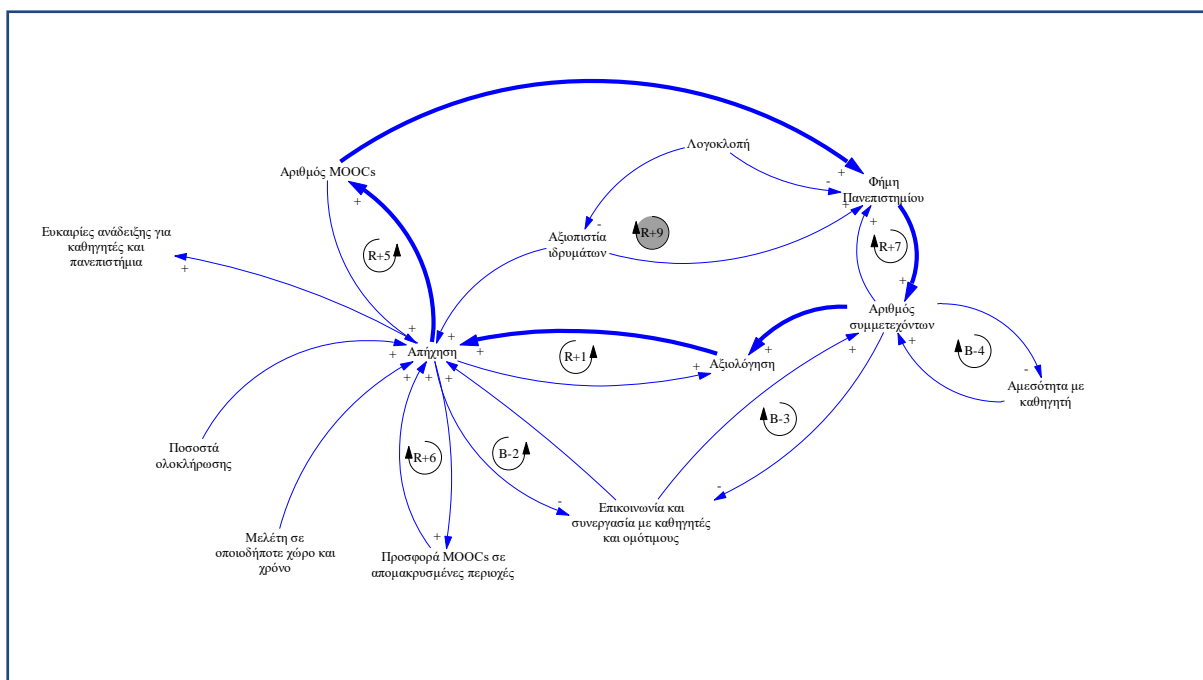 Λογοκλοπή
Αριθμός MOOCs
+
-
+
Φήμη
Πανεπιστημίου
+
+
+
Ευκαιρίες ανάδειξης για
καθηγητές και
πανεπιστήμια
+
R+5
-
Αξιοπιστία
ιδρυμάτων
R+9
R+7
+
Αριθμός
συμμετεχόντων
+
+
+
+
Απήχηση
+
+
R+1
+
+
Αξιολόγηση
B-4
-
Αμεσότητα με
καθηγητή
+
+
+
Ποσοστά
ολοκλήρωσης
R+6
B-2
B-3
-
-
Επικοινωνία και
συνεργασία με καθηγητές
και ομότιμους
Μελέτη σε
οποιοδήποτε χώρο και
χρόνο
+
Προσφορά MOOCs σε
απομακρυσμένες περιοχές